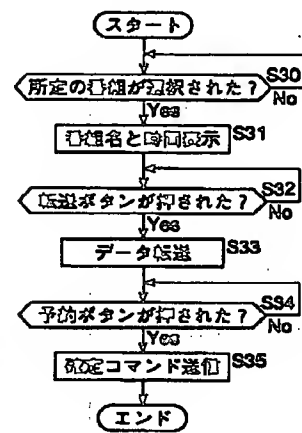 スタート
所定の番組が選択された？ S30
Yes No
番組名と時間表示 S31
転送ボタンが押された？ S32
Yes No
データ転送 S33
予約ボタンが押された？ S34
Yes No
コマンド送信 S35
エンド